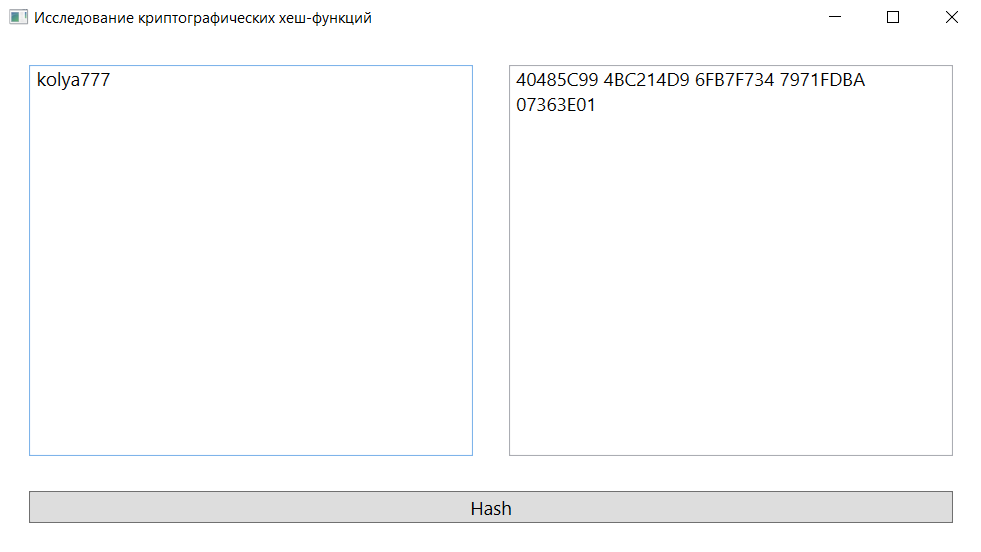 Исследование криптографических хеш-функций
kolya777
40485C99 4BC214D9 6FB7F734 7971FDBA
07363E01
Hash